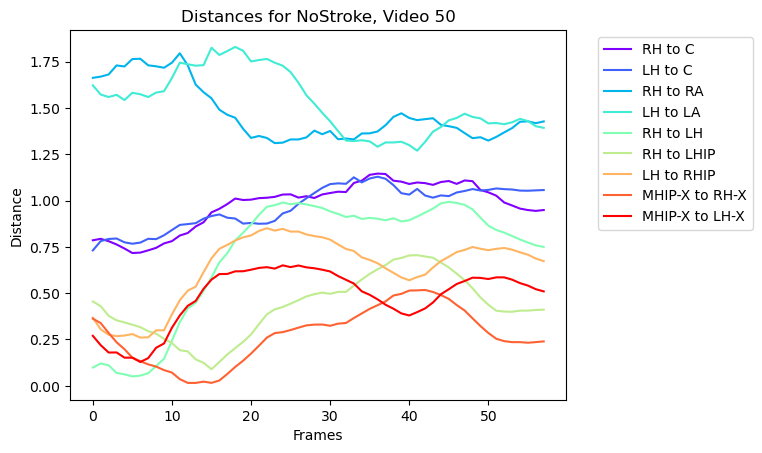 Distances for NoStroke, Video 50
Distance
1.75
1.50
1.25
1.00
0.75
0.50
0.25
0.00
0
10
20
30
40
50
Frames
RH to C
LH to C
RH to RA
LH to LA
RH to LH
RH to LHIP
LH to RHIP
MHIP-X to RH-X
MHIP-X to LH-X